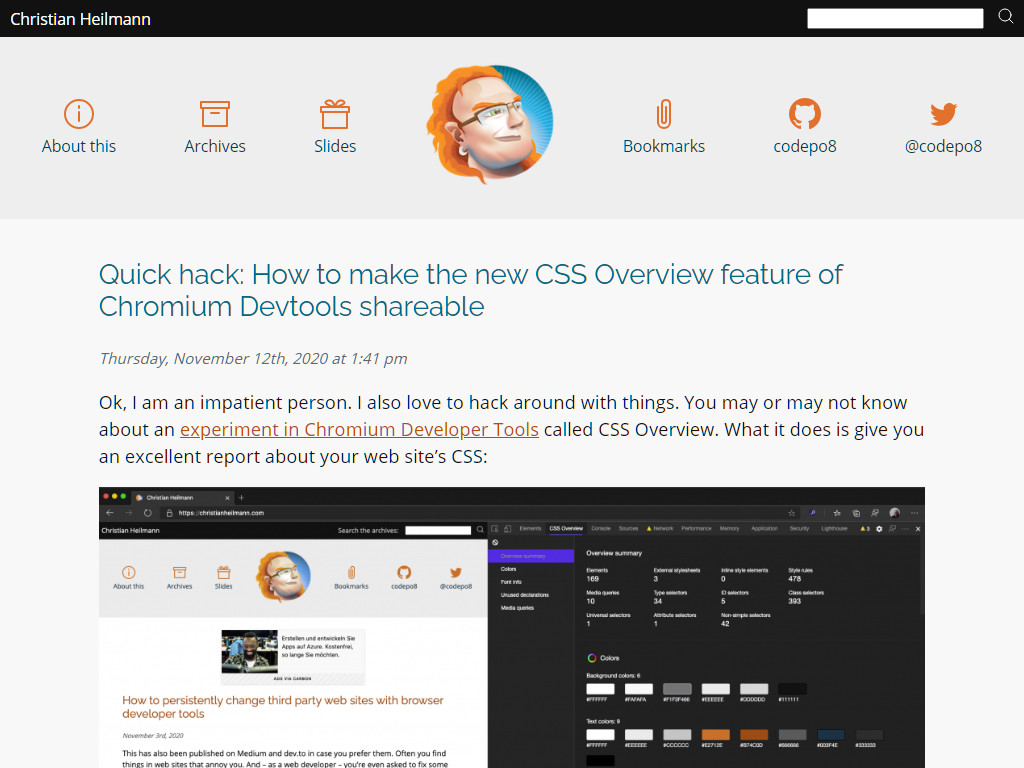 Christian Heilmann
About this
Archives
Slides
Bookmarks
codepo8
@codepo8
Quick hack: How to make the new CSS Overview feature of
Chromium Devtools shareable
Thursday, November 12th, 2020 at 1:41 pm
Ok, I am an impatient person. I also love to hack around with things. You may or may not know
about an experiment in Chromium Developer Tools called CSS Overview. What it does is give you
an excellent report about your web site's CSS:
Christian Heilmann
https://christianheilmann.com
Christian Heilmann
Search the archives:
About this
Archives
Slides
Bookmarks
codepo8
@codepo8
Erstellen und entwickeln Sie
Apps auf Azure. Kostenfrei,
so lange Sie möchten.
ADS VIA CARBON
How to persistently change third party web sites with browser
developer tools
November 3rd, 2020
This has also been published on Medium and dev.to in case you prefer them. Often you find
things in web sites that annoy you. And – as a web developer – you're even asked to fix some
Elements CSS Overview Console Sources Network Performance Memory Application Security Lighthouse 3
Overview summary
Colors
Font info
Unused declarations
Media queries
Overview summary
Elements External stylesheets Inline style elements Style rules
169 3 0 478
Media queries Type selectors ID selectors Class selectors
10 34 5 393
Universal selectors Attribute selectors Non-simple selectors
1 1 42
Colors
Background colors: 6
#FFFFFF #FAFAFA #F1F3F466 #EEEEEE #DDDDDD #111111
Text colors: 9
#FFFFFF #EEEEEE #CCCCCC #E2712E #B74C0D #666666 #003F4E #333333